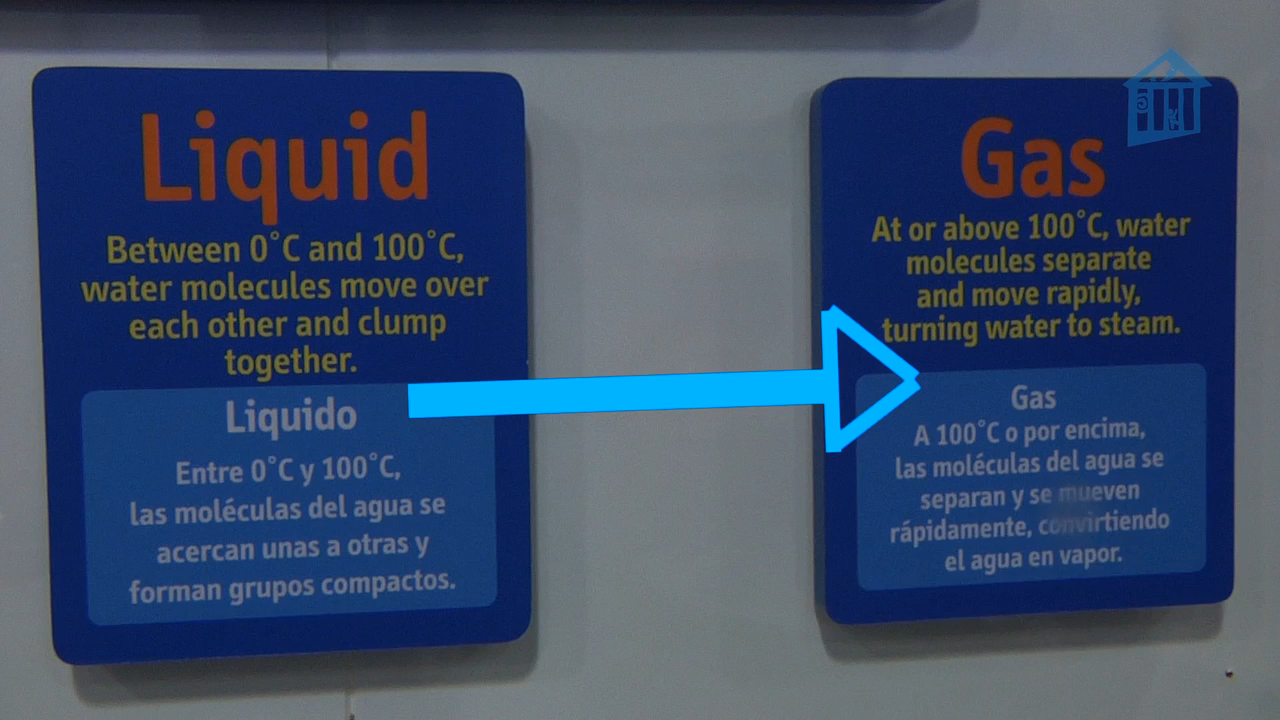 Liquid
Between 0°C and 100°C,
water molecules move over
each other and clump
together.
Liquido
Entre 0°C y 100°C,
las moléculas del agua se
acercan unas a otras y
forman grupos compactos.
Gas
At or above 100°C, water
molecules separate
and move rapidly,
turning water to steam.
Gas
A 100°C o por encima,
las moléculas del agua se
separan y se mueven
rápidamente, convirtiendo
el agua en vapor.